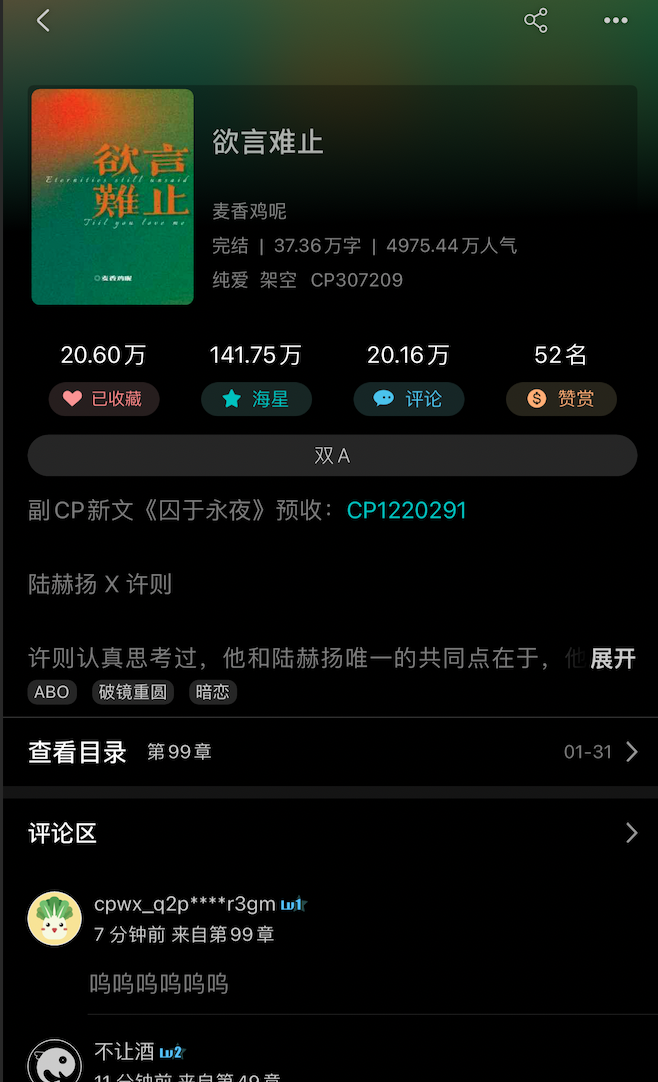 欲言
難止
Eternities still unsaid
Till you love me
麦香鸡呢
欲言难止
麦香鸡呢
完结 | 37.36万字 | 4975.44万人气
纯爱 架空 CP307209
20.60万 141.75万 20.16万 52名
已收藏 海星 评论 赞赏
双A
副CP新文《囚于永夜》预收：CP1220291
陆赫扬 X 许则
许则认真思考过，他和陆赫扬唯一的共同点在于，他 展开
ABO 破镜重圆 暗恋
查看目录 第99章 01-31
评论区
cpwx_q2p****r3gm Lv1
7 分钟前 来自第99章
呜呜呜呜呜呜
不让酒 Lv2
11 分钟前 来自第49章